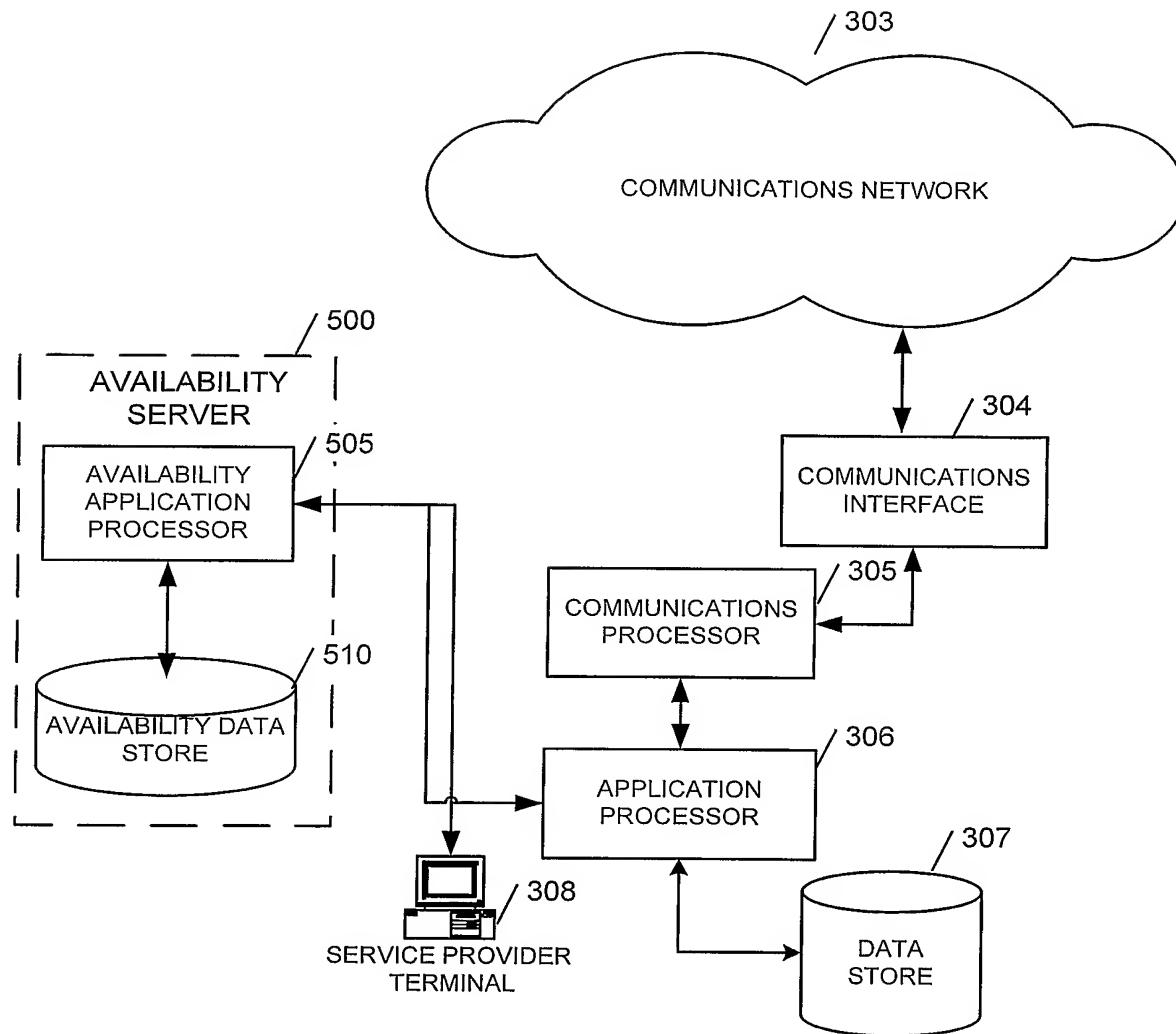 303
COMMUNICATIONS NETWORK
500
AVAILABILITY
SERVER
304
505
COMMUNICATIONS
INTERFACE
AVAILABILITY
APPLICATION
PROCESSOR
305
COMMUNICATIONS
PROCESSOR
510
AVAILABILITY DATA
STORE
306
APPLICATION
PROCESSOR
307
308
SERVICE PROVIDER
TERMINAL
DATA
STORE